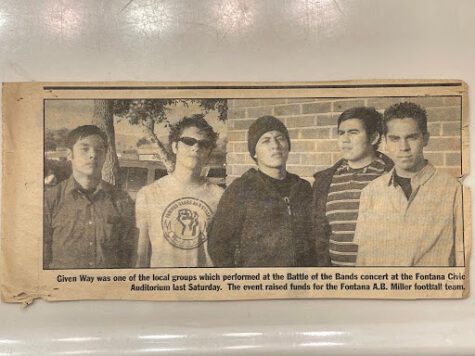 Given Way was one of the local groups which performed at the Battle of the Bands concert at the Fontana Civic
Auditorium last Saturday. The event raised funds for the Fontana A.B. Miller football team.